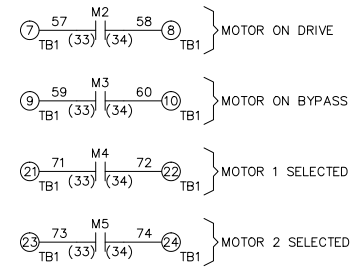 M2
7 57 58 8 MOTOR ON DRIVE
TB1 (33) (34) TB1
M3
9 59 60 10 MOTOR ON BYPASS
TB1 (33) (34) TB1
M4
21 71 72 22 MOTOR 1 SELECTED
TB1 (33) (34) TB1
M5
23 73 74 24 MOTOR 2 SELECTED
TB1 (33) (34) TB1